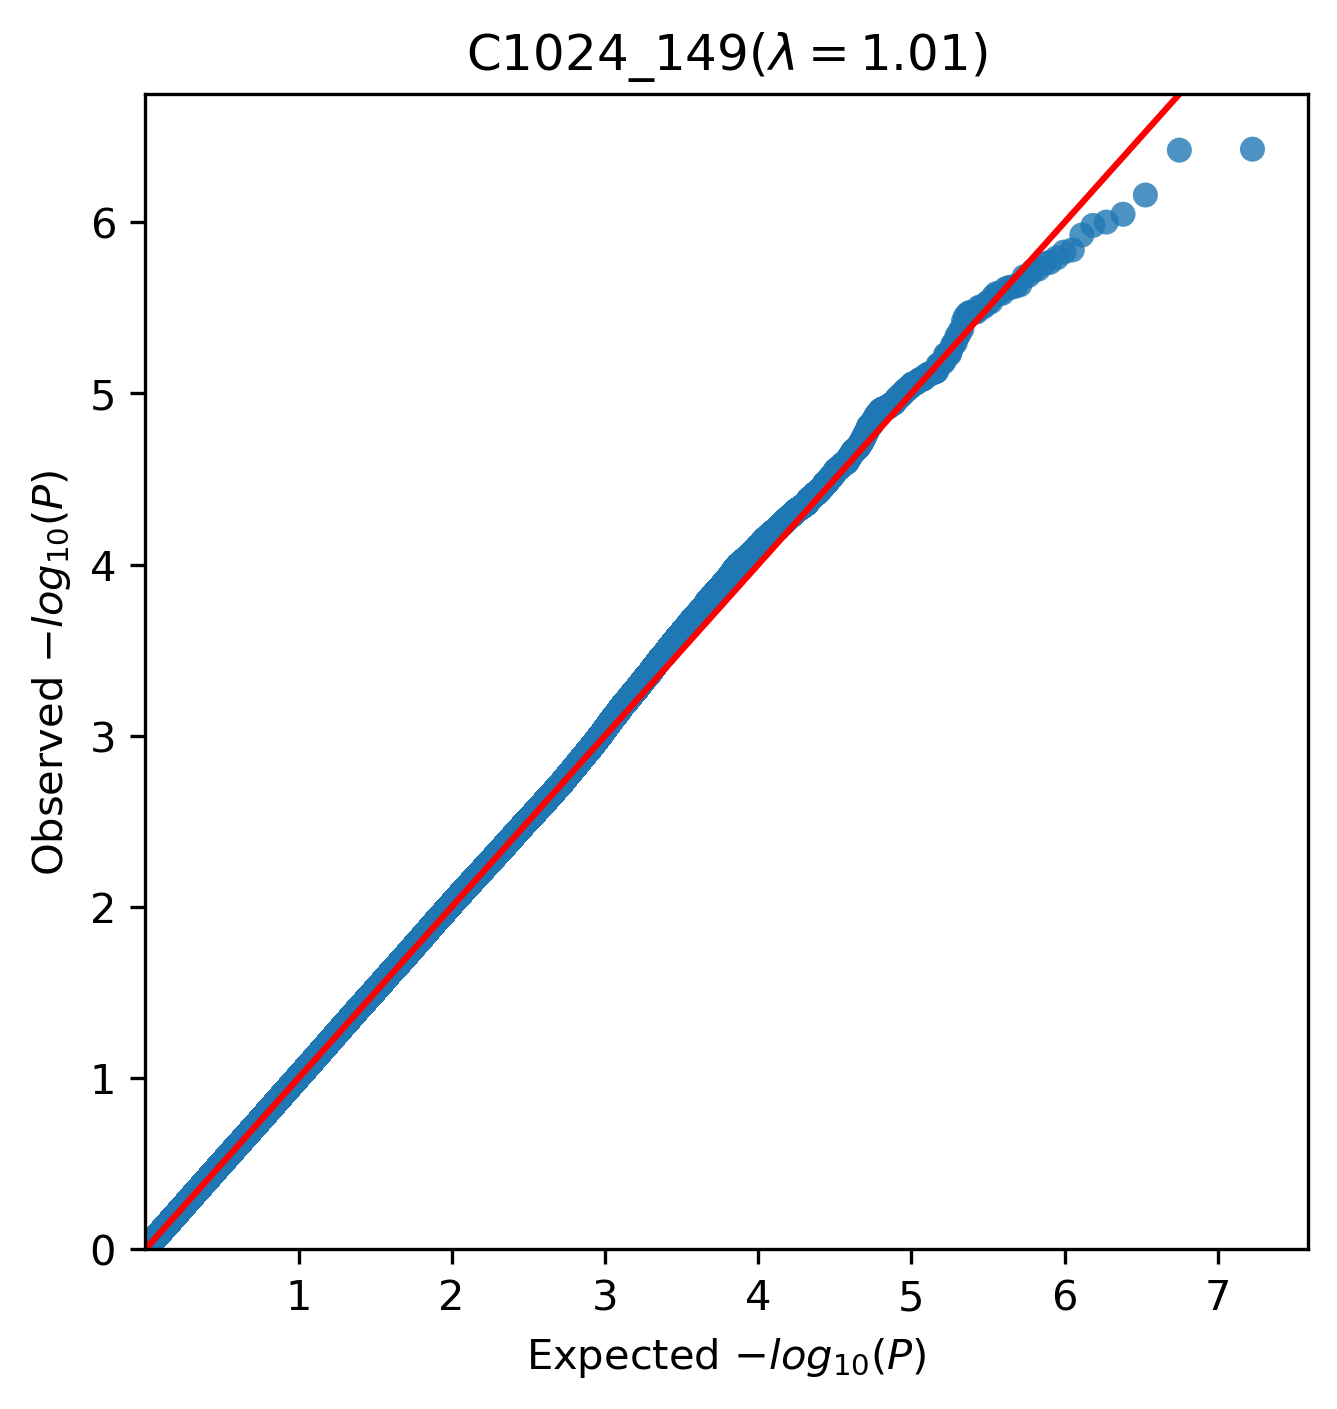 C1024_149(λ = 1.01)
Observed −log10(P)
6
5
4
3
2
1
0
1 2 3 4 5 6 7
Expected −log10(P)